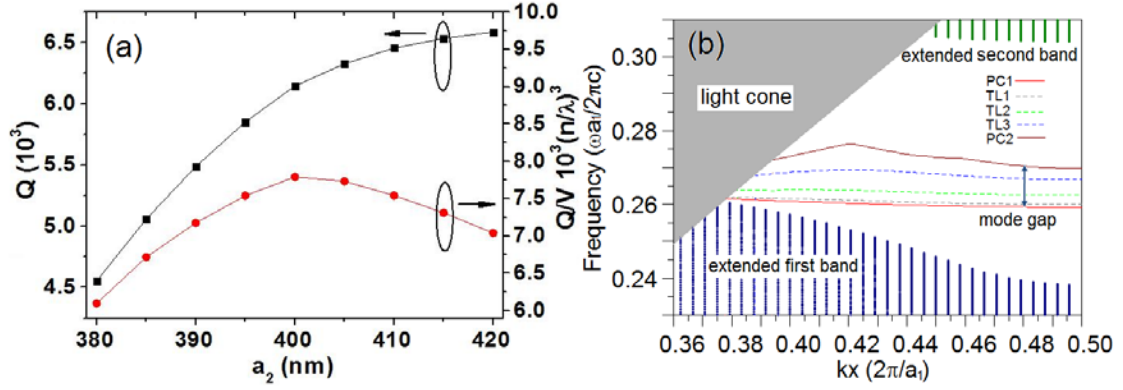 (a)
Q (10³)
6.5
6.0
5.5
5.0
4.5
380
390
400
410
420
a₂ (nm)
10.0
9.5
9.0
8.5
8.0
7.5
7.0
6.5
6.0
Q/V 10³(n/λ)³
(b)
Frequency (ωa₁/2πc)
0.30
0.28
0.26
0.24
light cone
extended second band
PC1
TL1
TL2
TL3
PC2
mode gap
extended first band
0.36
0.38
0.40
0.42
0.44
0.46
0.48
0.50
kx (2π/a₁)